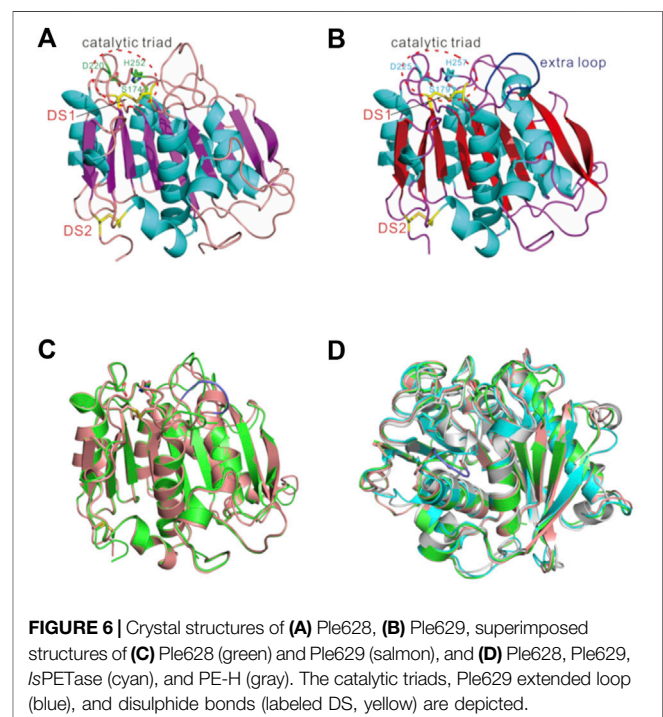 A
B
catalytic triad
catalytic triad
D220
H252
D225
H257
extra loop
S174
S179
DS1
DS1
DS2
DS2
C
D
FIGURE 6 | Crystal structures of (A) Ple628, (B) Ple629, superimposed
structures of (C) Ple628 (green) and Ple629 (salmon), and (D) Ple628, Ple629,
IsPETase (cyan), and PE-H (gray). The catalytic triads, Ple629 extended loop
(blue), and disulphide bonds (labeled DS, yellow) are depicted.